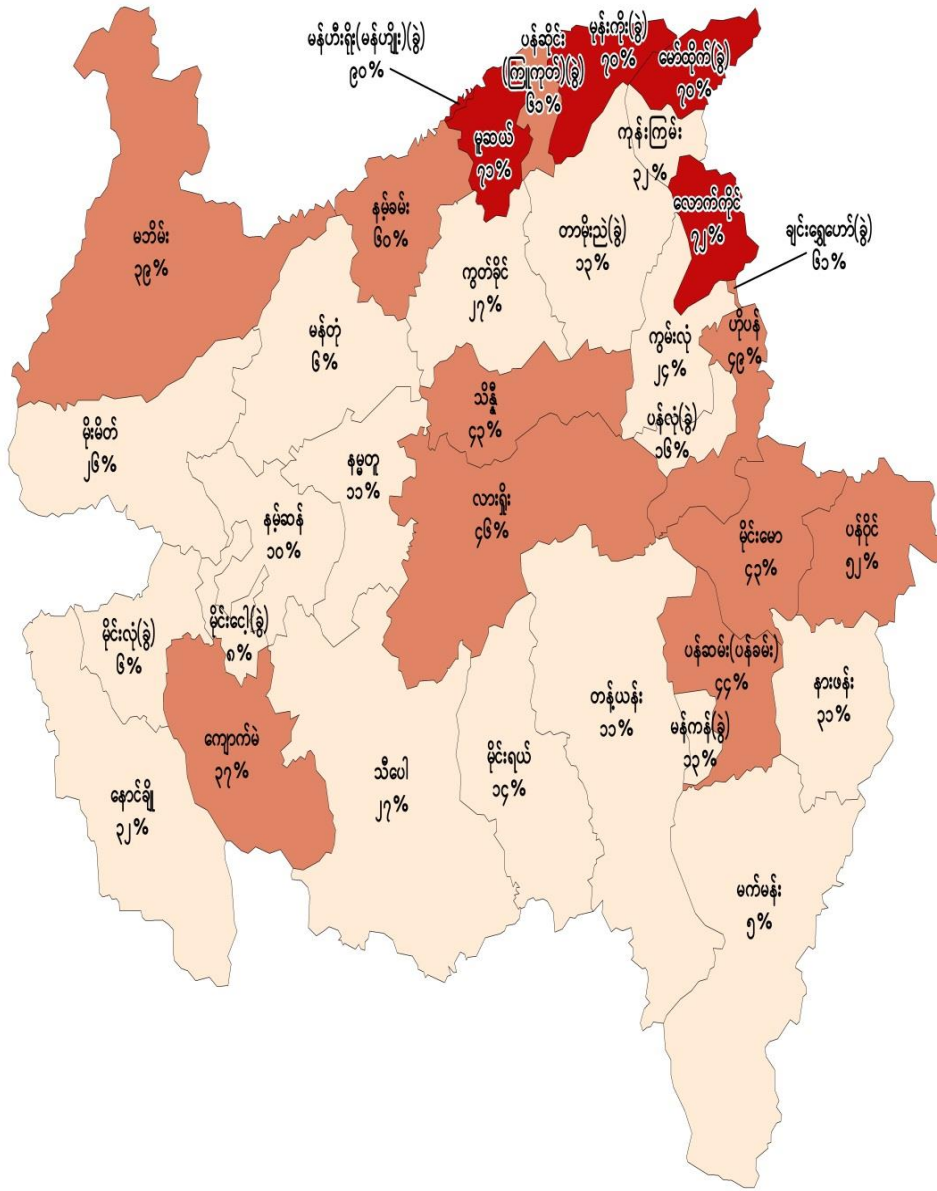 မန်ဟီးရိုး(မန်ဟျိုး)(ခွဲ)
၉၀%
ပန်ဆိုင်း
(ကြူကုတ်)(ခွဲ)
၆၁%
မုန်းကိုး(ခွဲ)
၇၀%
မော်ထိုက်(ခွဲ)
၇၀%
မူဆယ်
၇၁%
ကုန်းကြမ်း
၃၂%
လောက်ကိုင်
၇၂%
ချင်းရွှေဟော်(ခွဲ)
၆၁%
နမ့်ခမ်း
၆၀%
မဘိမ်း
၃၉%
တာမိုးညဲ(ခွဲ)
၁၃%
ကွတ်ခိုင်
၂၇%
မန်တုံ
၆%
ကွမ်းလုံ
၂၄%
ဟိုပန်
၄၉%
သိန္နီ
၄၃%
ပန်လုံ(ခွဲ)
၁၆%
မိုးမိတ်
၂၆%
နမ္မတူ
၁၁%
လားရှိုး
၄၆%
နမ့်ဆန်
၁၀%
မိုင်းမော
၄၃%
ပန်ဝိုင်
၅၂%
မိုင်းလုံ(ခွဲ)
၆%
မိုင်းငေါ့(ခွဲ)
၈%
ပန်ဆမ်း(ပန်ခမ်း)
၄၄%
နားဖန်း
၃၁%
တန့်ယန်း
၁၁%
မန်ကန်(ခွဲ)
၁၃%
ကျောက်မဲ
၃၇%
သီပေါ
၂၇%
မိုင်းရယ်
၁၄%
နောင်ချို
၃၂%
မက်မန်း
၅%